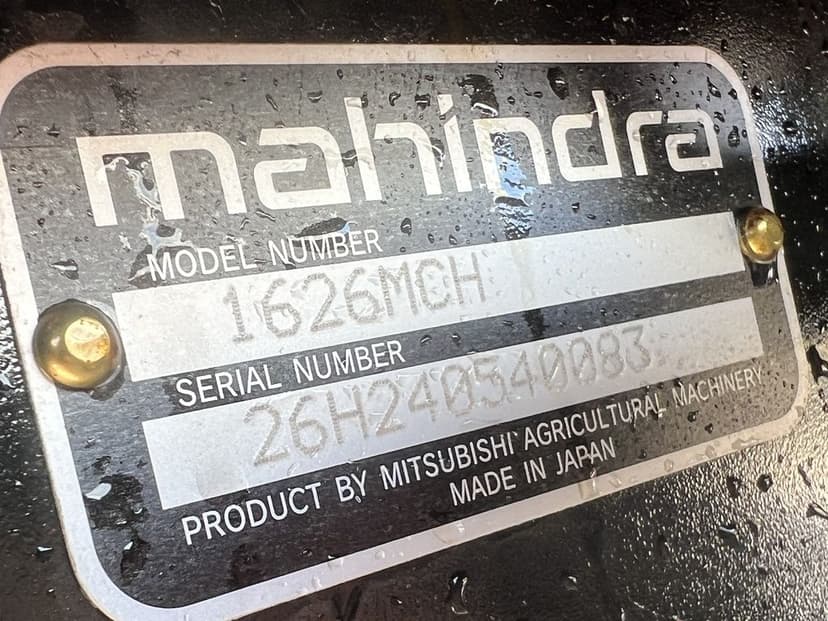 mahindra
MODEL NUMBER
1626MCH
SERIAL NUMBER
26H240540083
PRODUCT BY MITSUBISHI AGRICULTURAL MACHINERY
MADE IN JAPAN